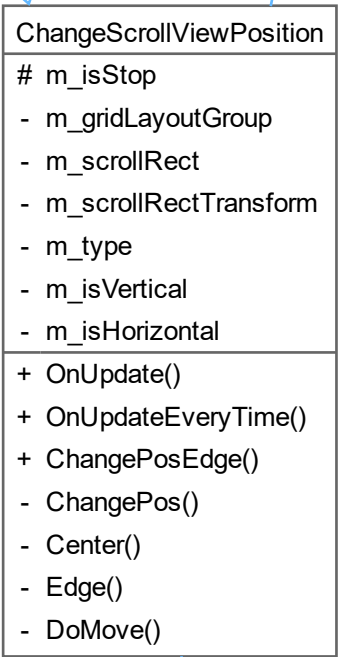 ChangeScrollViewPosition
# m_isStop
- m_gridLayoutGroup
- m_scrollRect
- m_scrollRectTransform
- m_type
- m_isVertical
- m_isHorizontal
+ OnUpdate()
+ OnUpdateEveryTime()
+ ChangePosEdge()
- ChangePos()
- Center()
- Edge()
- DoMove()